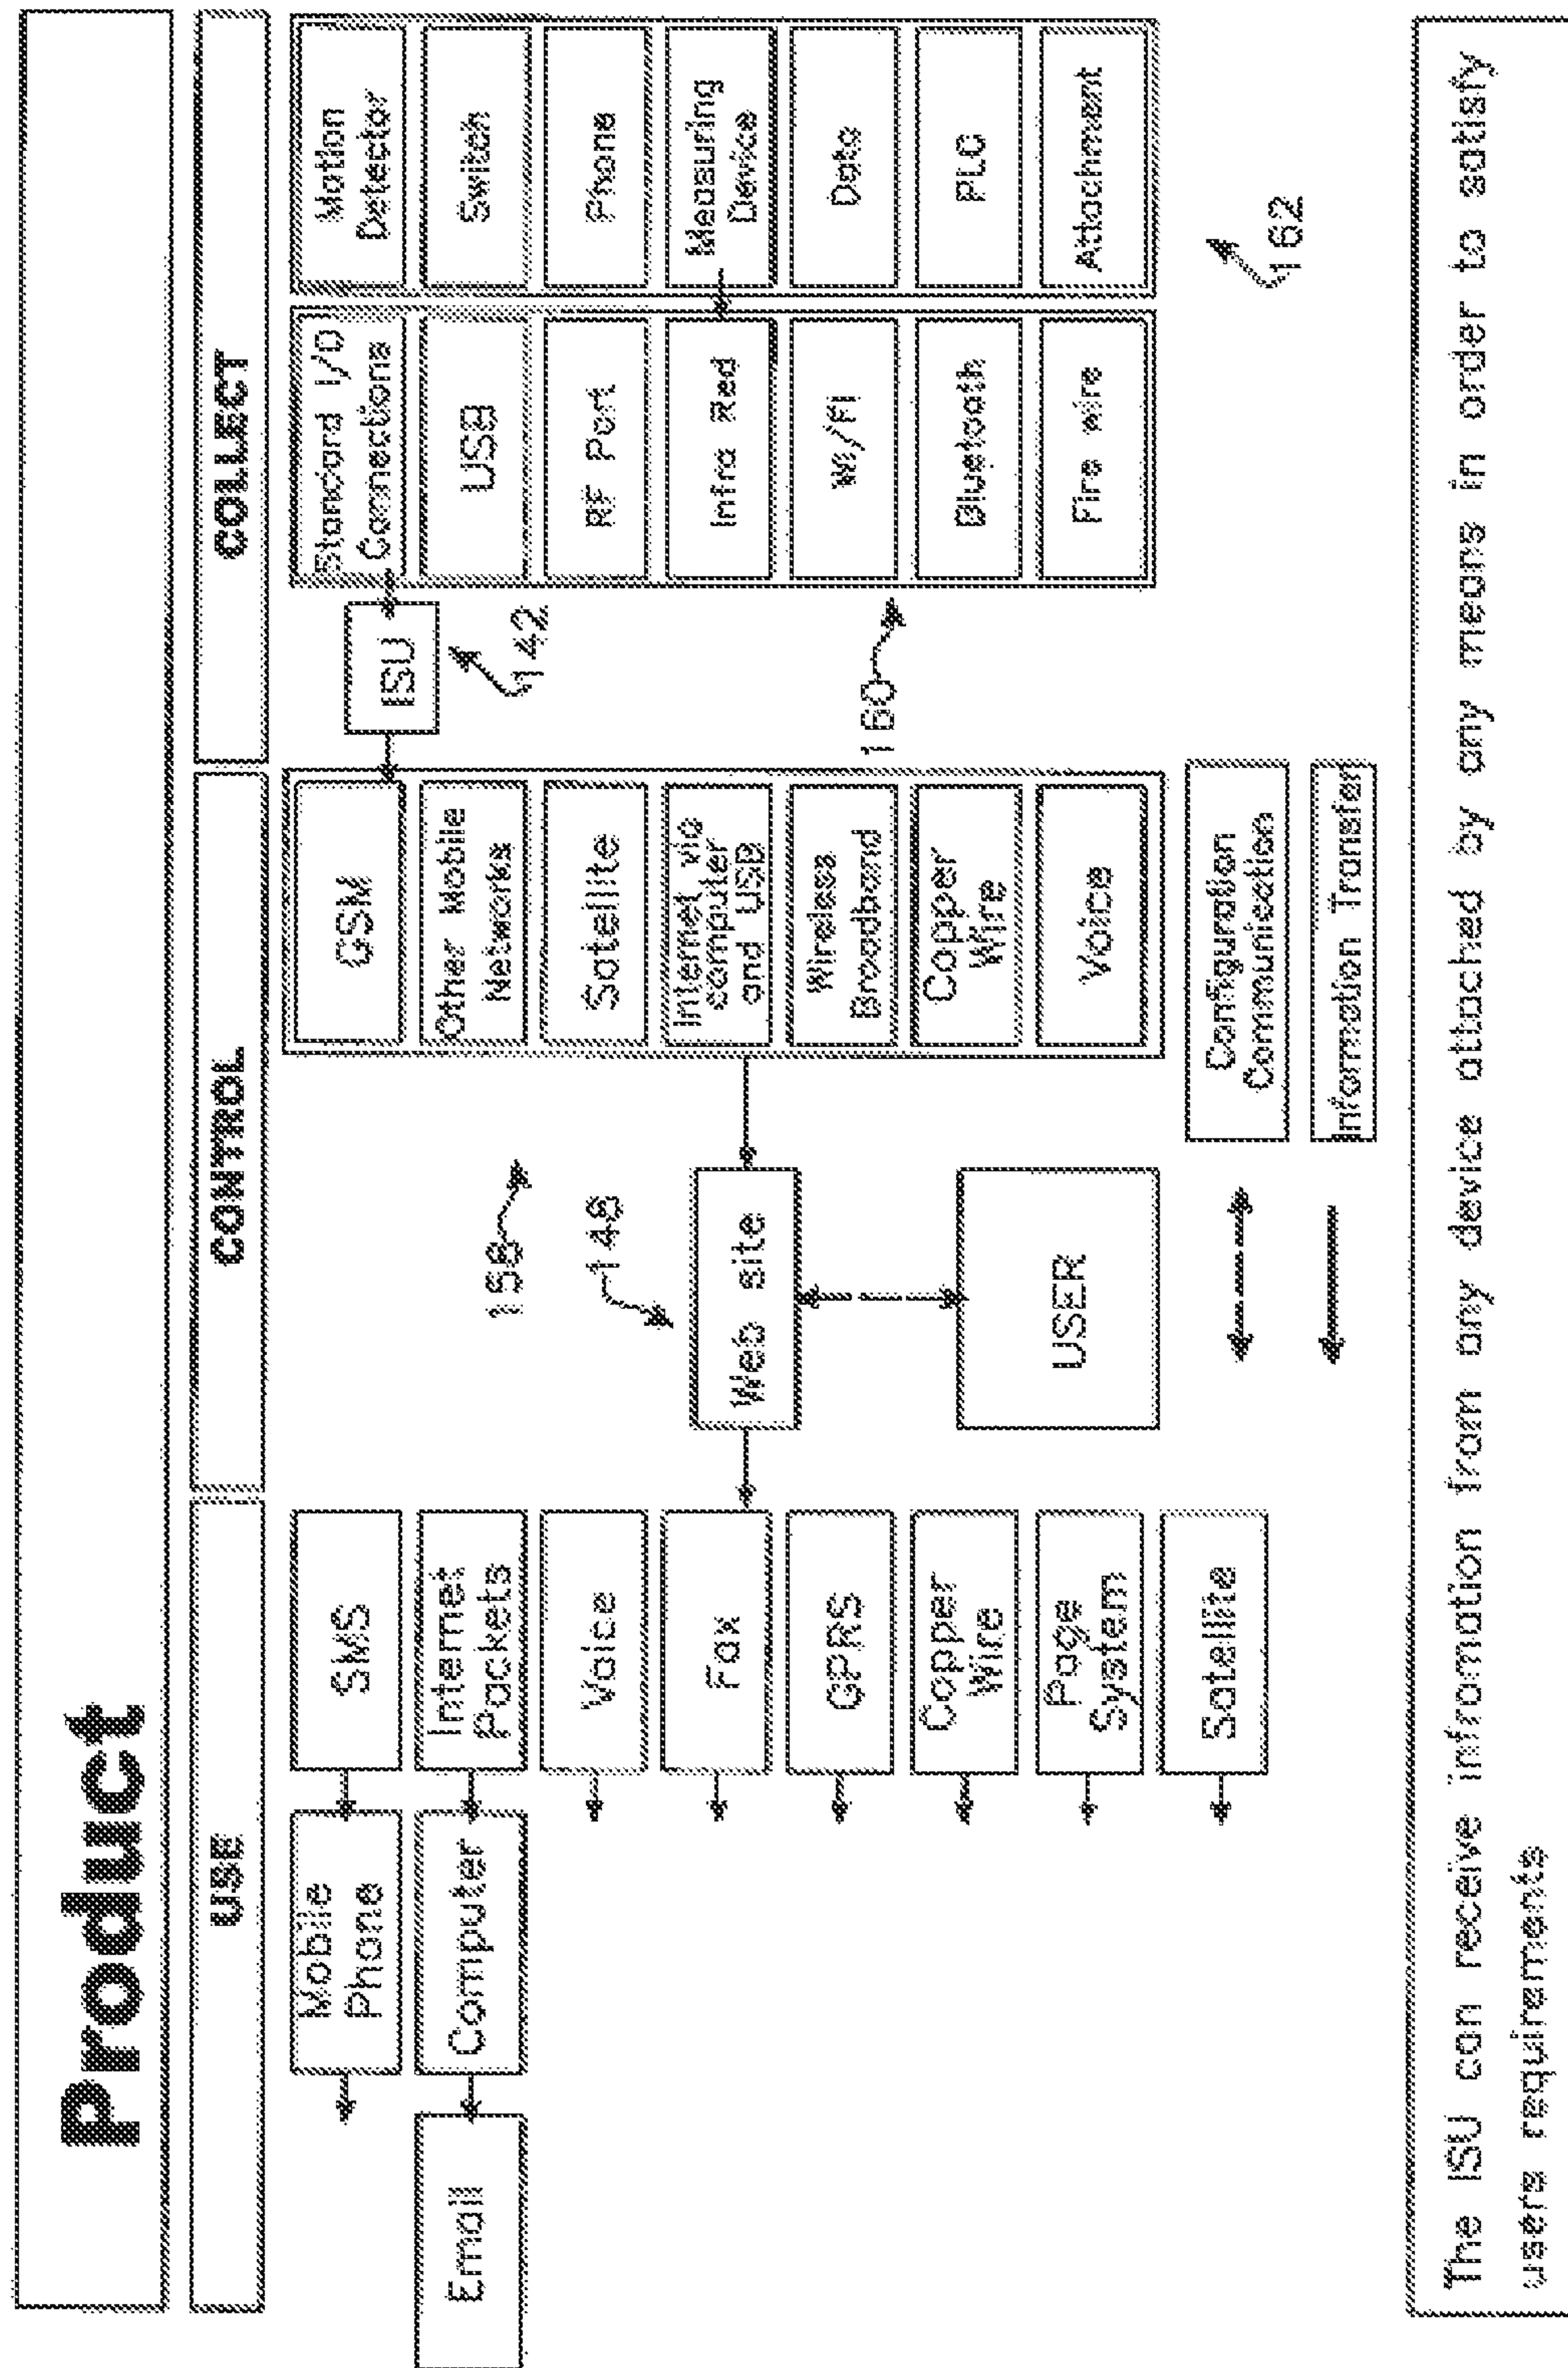 Product
USE
CONTROL
COLLECT
Email
Mobile
Phone
Computer
SMS
Internet
Packets
Voice
Fax
GPRS
Copper
Wire
Page
System
Satellite
158
148
Web site
USER
GSM
Other Mobile
Networks
Satellite
Internet via
computer
and USB
Wireless
Broadband
Copper
Wire
Voice
ISU
142
160
Standard I/O
Connections
USB
RF Port
Infra Red
Wi/Fi
Bluetooth
Fire wire
Motion
Detector
Switch
Phone
Measuring
Device
Data
PLC
Attachment
162
Configuration
Communication
Information Transfer
The ISU can receive infromation from any device attached by any means in order to satisfy
users requirements